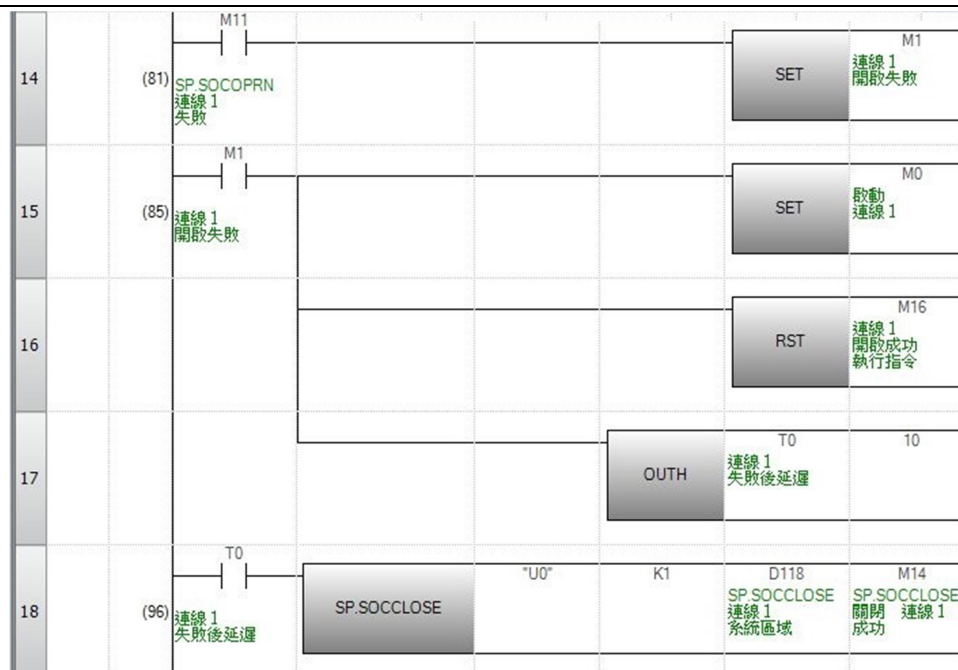 M11
M1
14
(81)
SET
連線 1
開啟失敗
SP.SOCOPRN
連線 1
失敗
M1
M0
15
(85)
SET
啟動
連線 1
連線 1
開啟失敗
M16
16
RST
連線 1
開啟成功
執行指令
T0
10
17
OUTH
連線 1
失敗後延遲
T0
"U0"
K1
D118
M14
18
(96)
SP.SOCCLOSE
SP.SOCCLOSE
連線 1
系統區域
SP.SOCCLOSE
關閉 連線 1
成功
連線 1
失敗後延遲